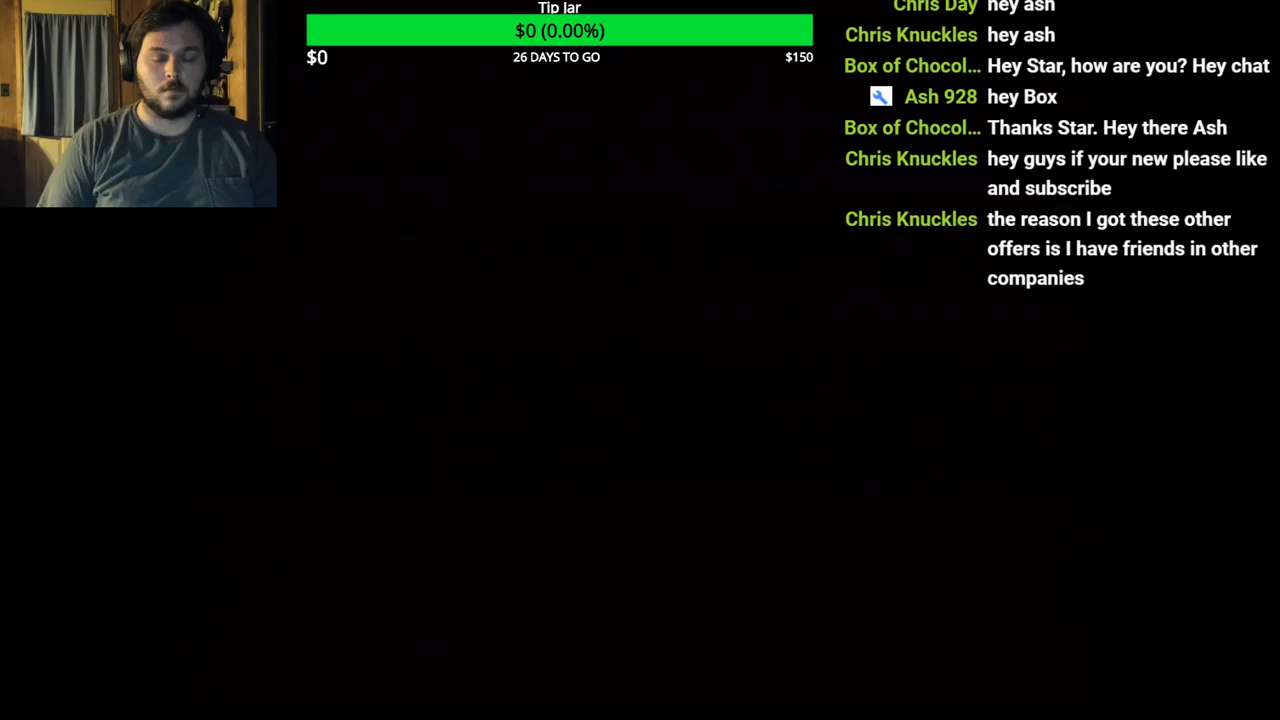 Tip Jar
$0 (0.00%)
$0 26 DAYS TO GO $150
Chris Day hey ash
Chris Knuckles hey ash
Box of Chocol... Hey Star, how are you? Hey chat
Ash 928 hey Box
Box of Chocol... Thanks Star. Hey there Ash
Chris Knuckles hey guys if your new please like
and subscribe
Chris Knuckles the reason I got these other
offers is I have friends in other
companies